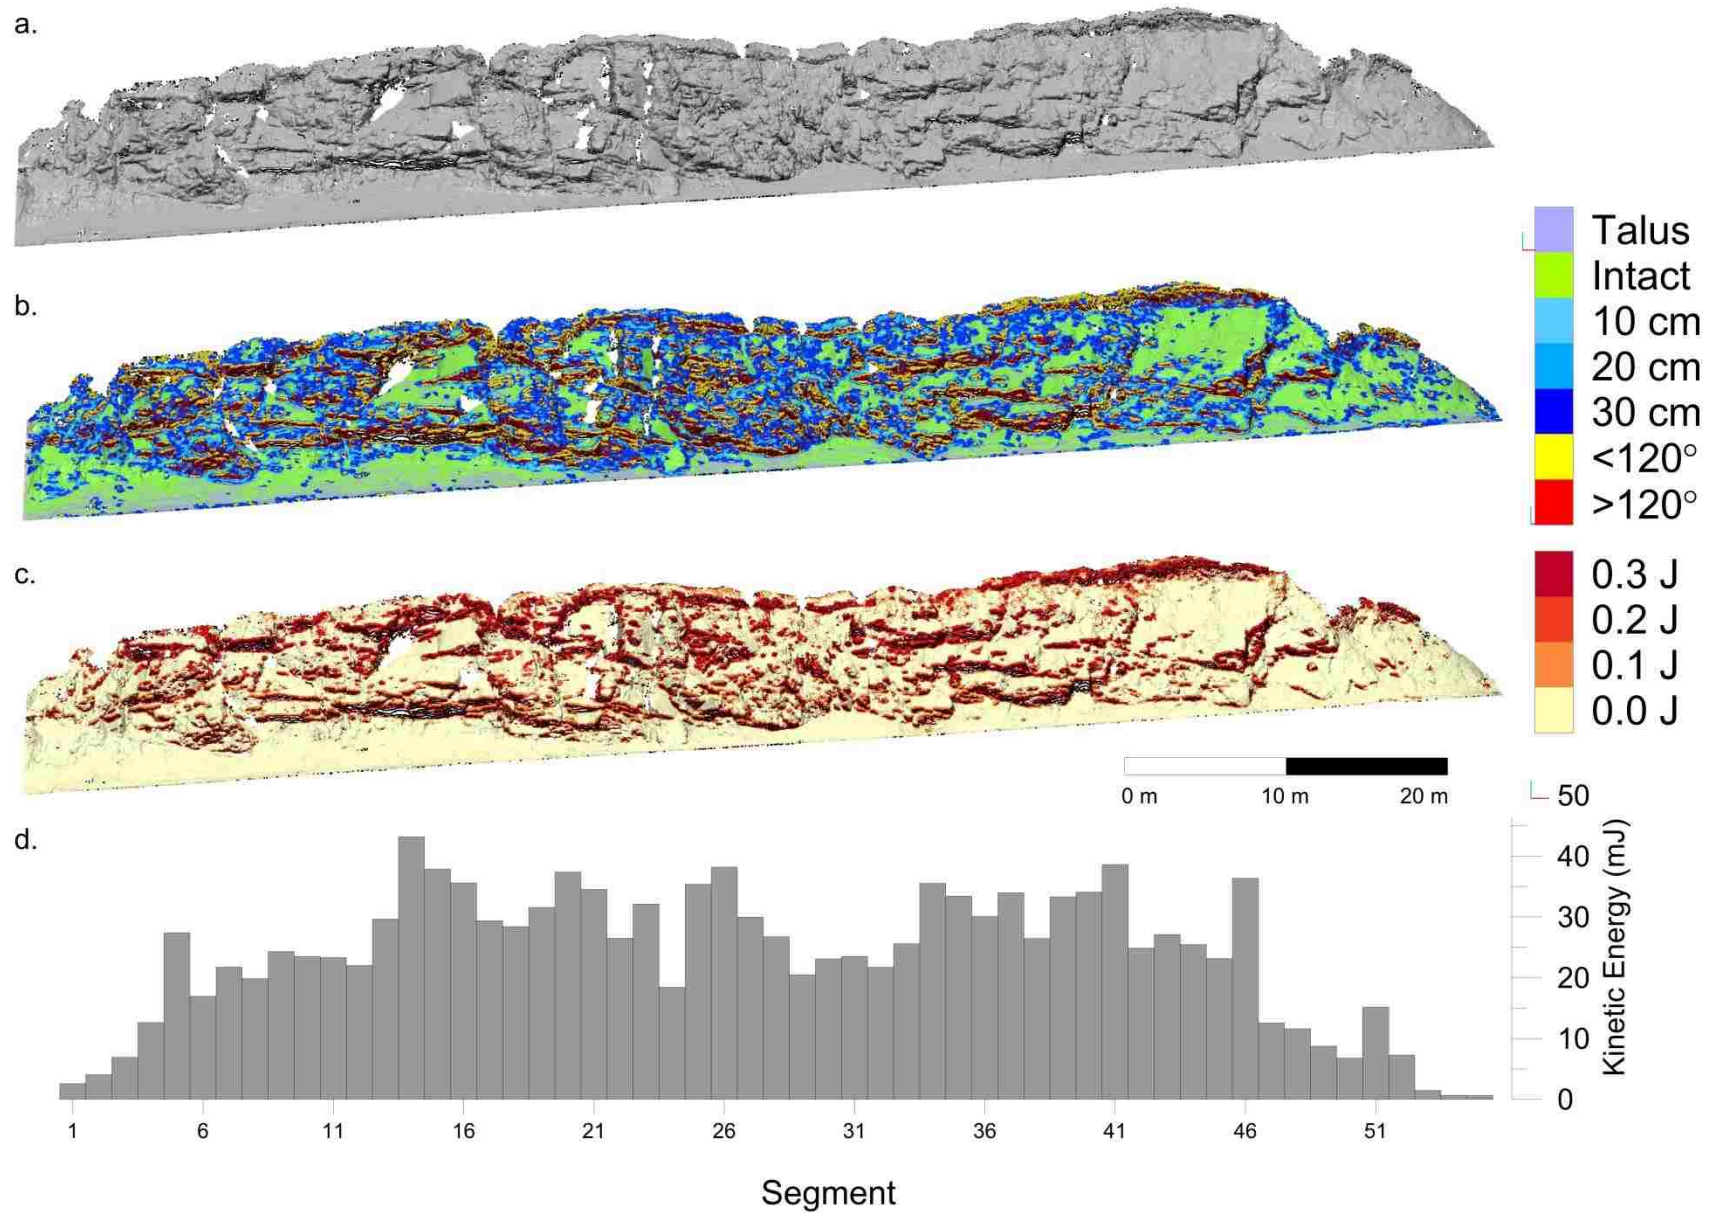 a.
b.
Talus
Intact
10 cm
20 cm
30 cm
<120°
>120°
c.
0.3 J
0.2 J
0.1 J
0.0 J
0 m 10 m 20 m
d.
50
40
30
20
10
0
Kinetic Energy (mJ)
1 6 11 16 21 26 31 36 41 46 51
Segment